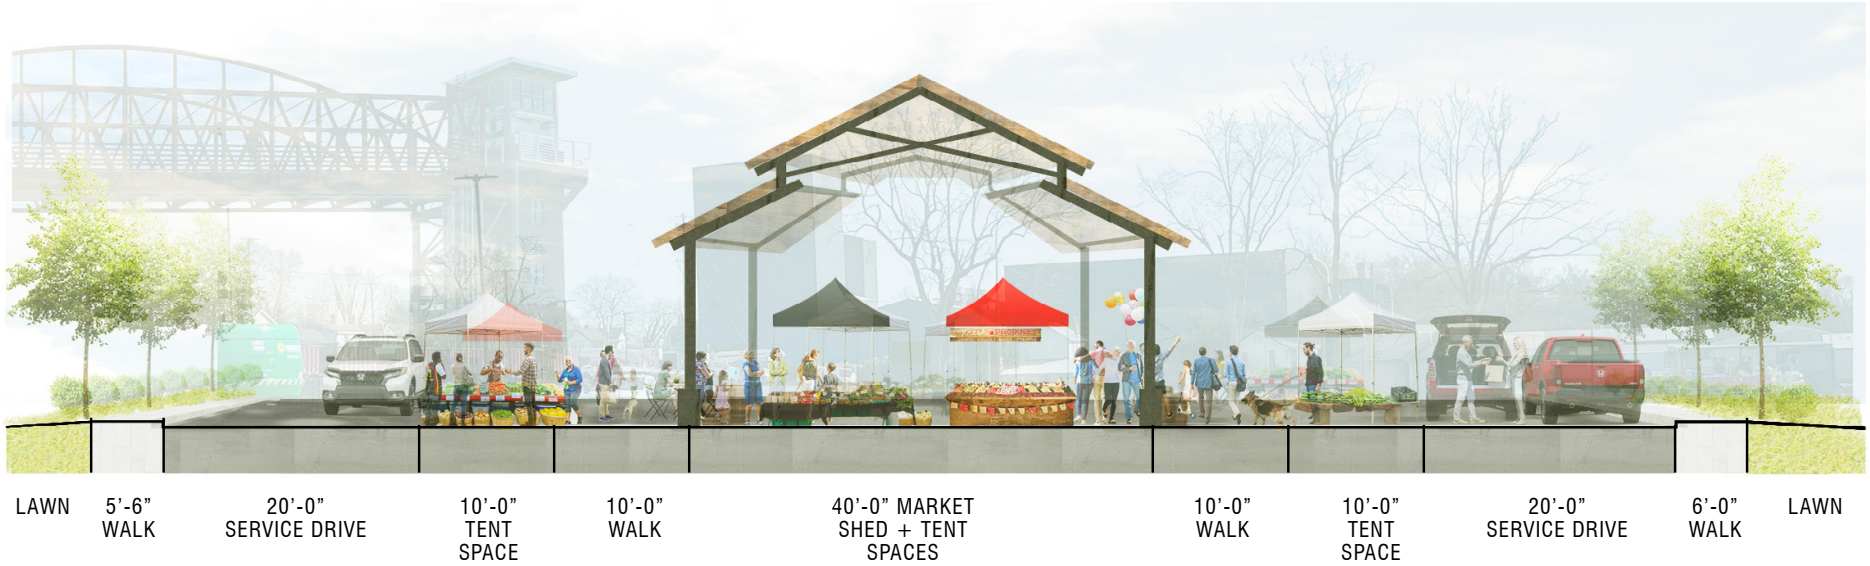 PRODUCE
LAWN
5’-6”
WALK
20’-0”
SERVICE DRIVE
10’-0”
TENT
SPACE
10’-0”
WALK
40’-0” MARKET
SHED + TENT
SPACES
10’-0”
WALK
10’-0”
TENT
SPACE
20’-0”
SERVICE DRIVE
6’-0”
WALK
LAWN